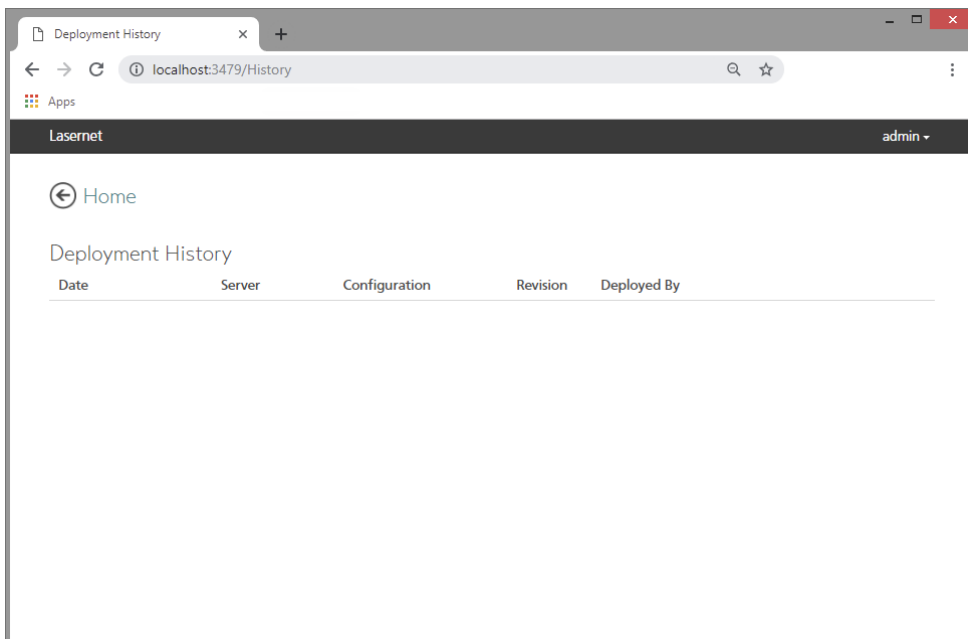 Deployment History
localhost:3479/History
Apps
Lasernet admin
Home
Deployment History
Date Server Configuration Revision Deployed By